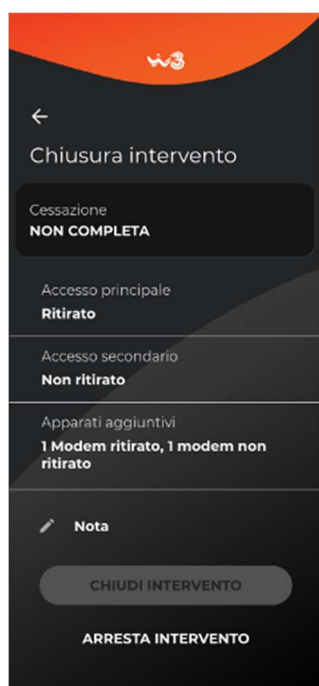 W3
Chiusura intervento
Cessazione
NON COMPLETA
Accesso principale
Ritirato
Accesso secondario
Non ritirato
Apparati aggiuntivi
1 Modem ritirato, 1 modem non
ritirato
Nota
CHIUDI INTERVENTO
ARRESTA INTERVENTO